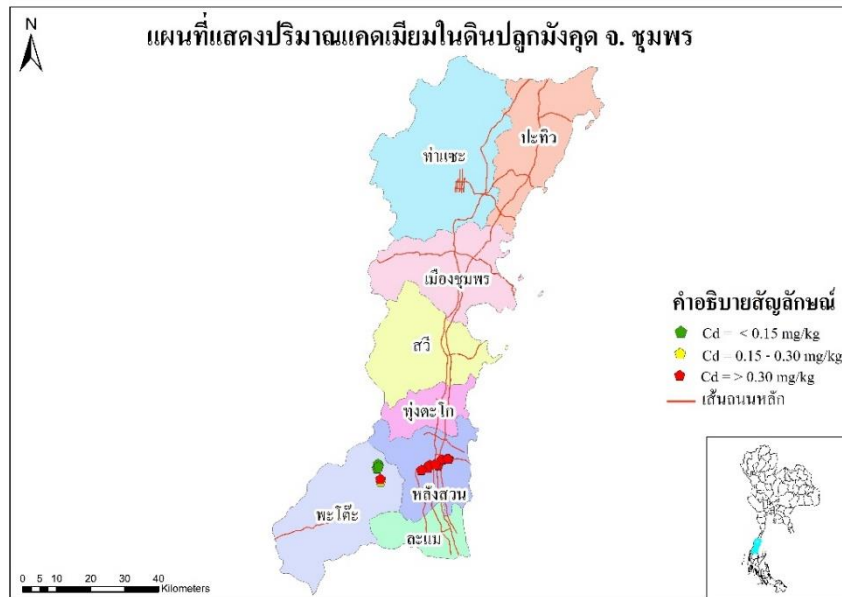 N
แผนที่แสดงปริมาณแคดเมียมในดินปลูกมังคุด จ. ชุมพร
ปะทิว
ท่าแซะ
เมืองชุมพร
สวี
ทุ่งตะโก
หลังสวน
พะโต๊ะ
ละแม
คำอธิบายสัญลักษณ์
Cd = < 0.15 mg/kg
Cd = 0.15 - 0.30 mg/kg
Cd = > 0.30 mg/kg
เส้นถนนหลัก
0 5 10 20 30 40
Kilometers